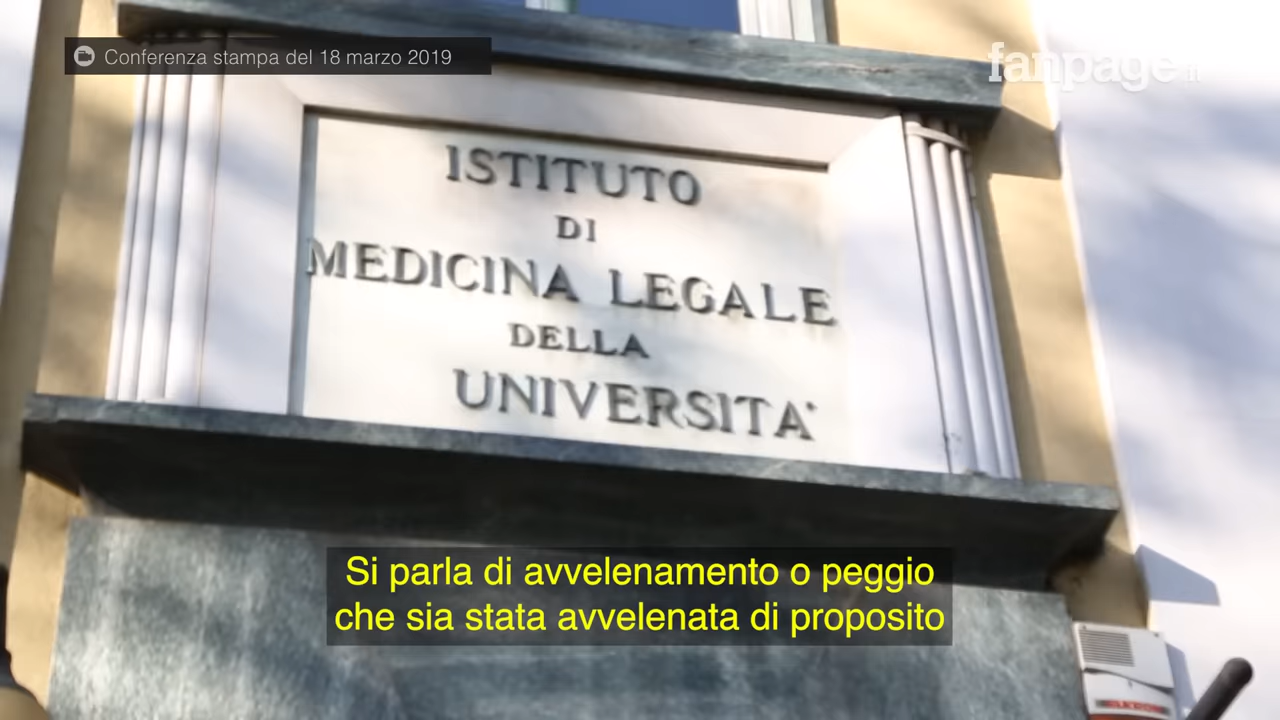 Conferenza stampa del 18 marzo 2019
fanpage.it
ISTITUTO
DI
MEDICINA LEGALE
DELLA
UNIVERSITA'
Si parla di avvelenamento o peggio
che sia stata avvelenata di proposito